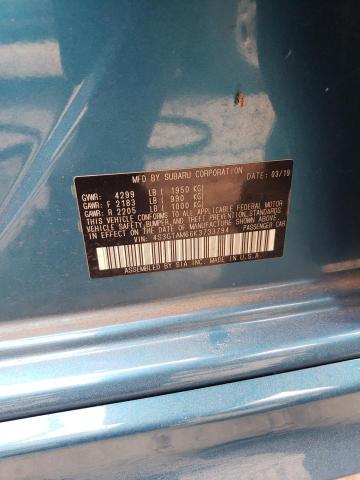 MFD BY SUBARU CORPORATION DATE: 03/19
GVWR: 4299 LB ( 1950 KG)
GAWR: F 2183 LB ( 990 KG)
GAWR: R 2205 LB ( 1000 KG)
THIS VEHICLE CONFORMS TO ALL APPLICABLE FEDERAL MOTOR
VEHICLE SAFETY, BUMPER, AND THEFT PREVENTION STANDARDS
IN EFFECT ON THE DATE OF MANUFACTURE SHOWN ABOVE.
VIN: 4S3GTAM66K3733794 PASSENGER CAR
ASSEMBLED BY SIA INC. MADE IN U.S.A.